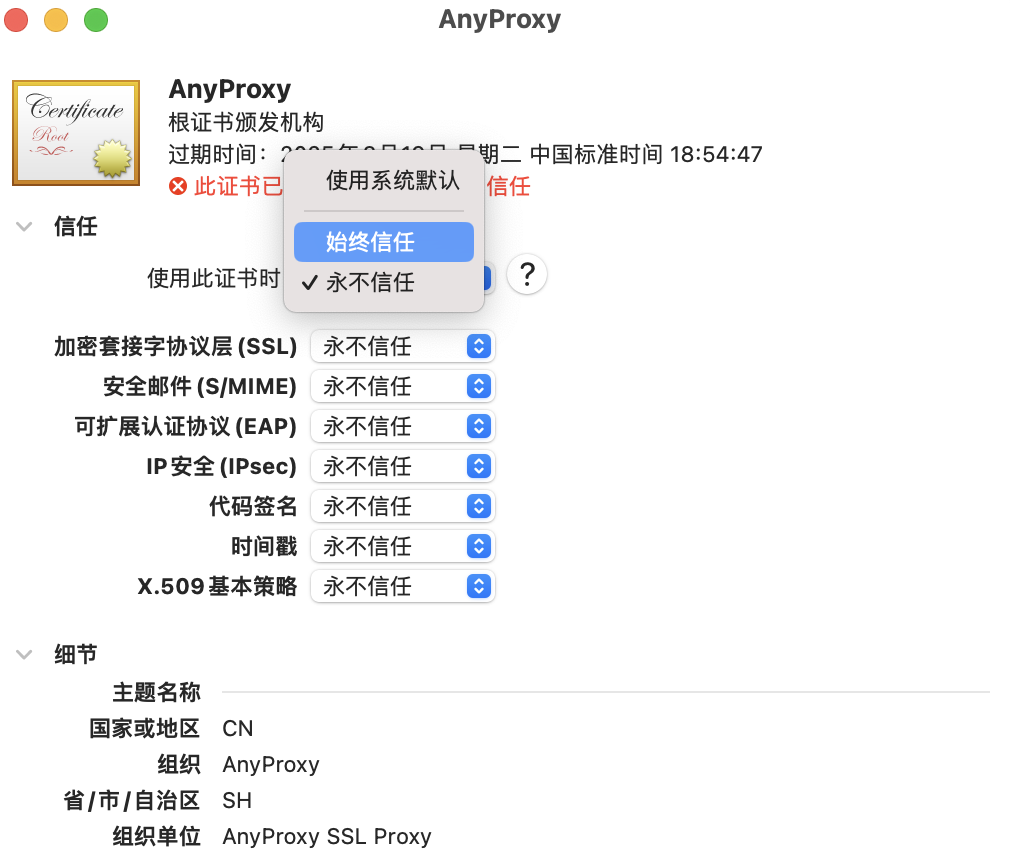 AnyProxy
Certificate
Root
AnyProxy
根证书颁发机构
过期时间： 星期二 中国标准时间 18:54:47
此证书已 信任
使用系统默认
始终信任
✓ 永不信任
信任
使用此证书时 ?
加密套接字协议层 (SSL) 永不信任
安全邮件 (S/MIME) 永不信任
可扩展认证协议 (EAP) 永不信任
IP 安全 (IPsec) 永不信任
代码签名 永不信任
时间戳 永不信任
X.509 基本策略 永不信任
细节
主题名称
国家或地区 CN
组织 AnyProxy
省/市/自治区 SH
组织单位 AnyProxy SSL Proxy